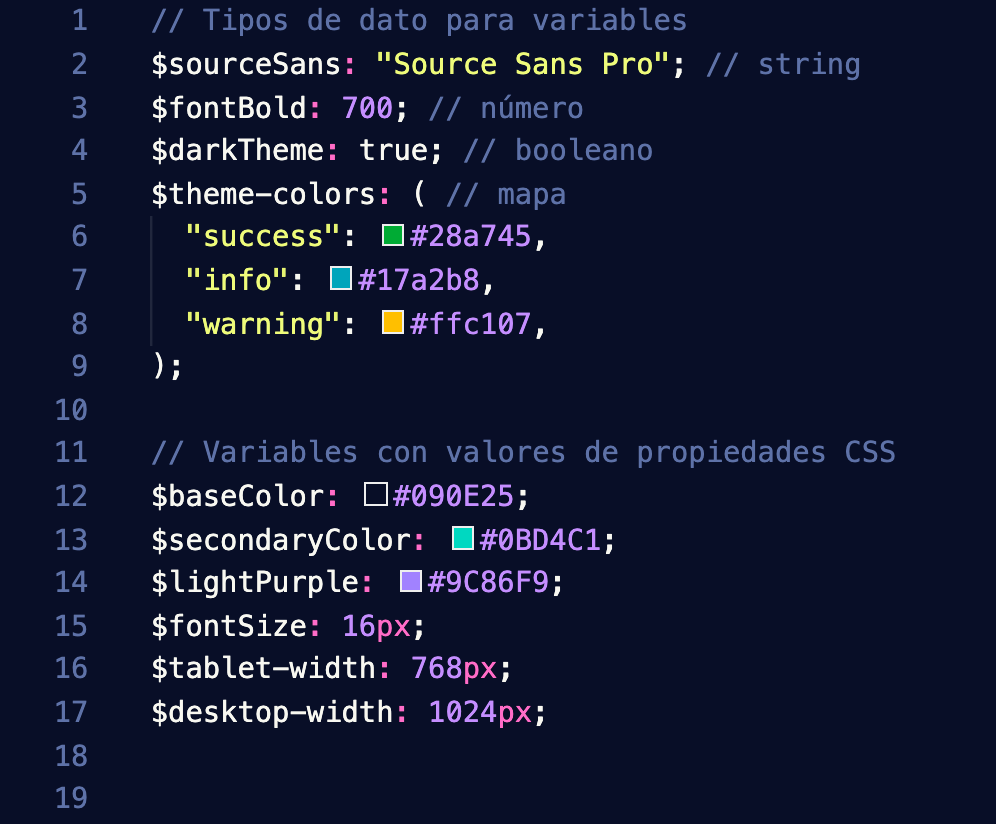 1 // Tipos de dato para variables
2 $sourceSans: "Source Sans Pro"; // string
3 $fontBold: 700; // número
4 $darkTheme: true; // booleano
5 $theme-colors: ( // mapa
6 "success": #28a745,
7 "info": #17a2b8,
8 "warning": #ffc107,
9 );
10
11 // Variables con valores de propiedades CSS
12 $baseColor: #090E25;
13 $secondaryColor: #0BD4C1;
14 $lightPurple: #9C86F9;
15 $fontSize: 16px;
16 $tablet-width: 768px;
17 $desktop-width: 1024px;
18
19